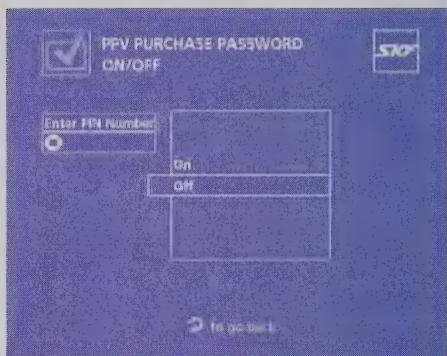 PPV PURCHASE PASSWORD
ON/OFF
SKY
Enter PIN Number
On
Off
to go back